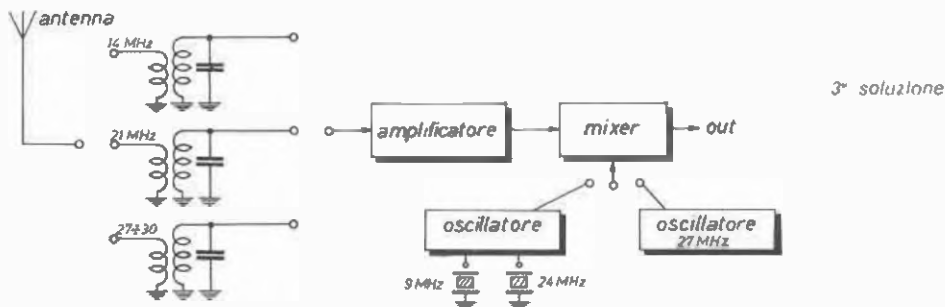 antenna
14 MHz
21 MHz
27÷30
amplificatore
mixer
out
3ª soluzione
oscillatore
9 MHz
24 MHz
oscillatore
27 MHz